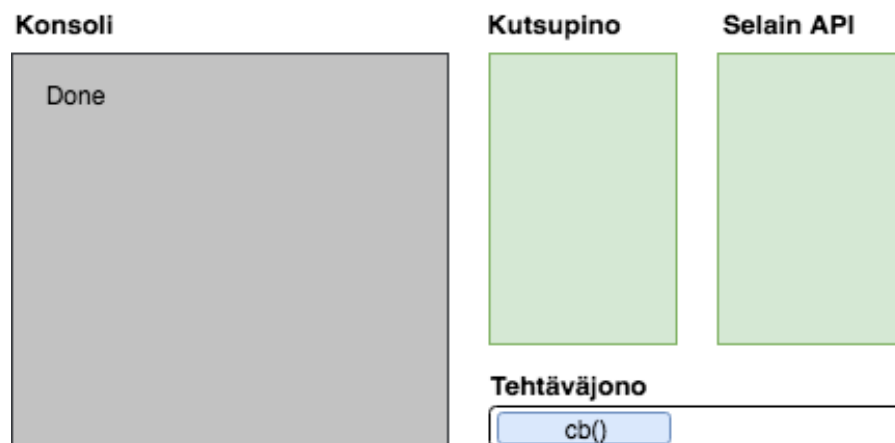 Konsoli
Kutsupino
Selain API
Done
Tehtäväjono
cb()